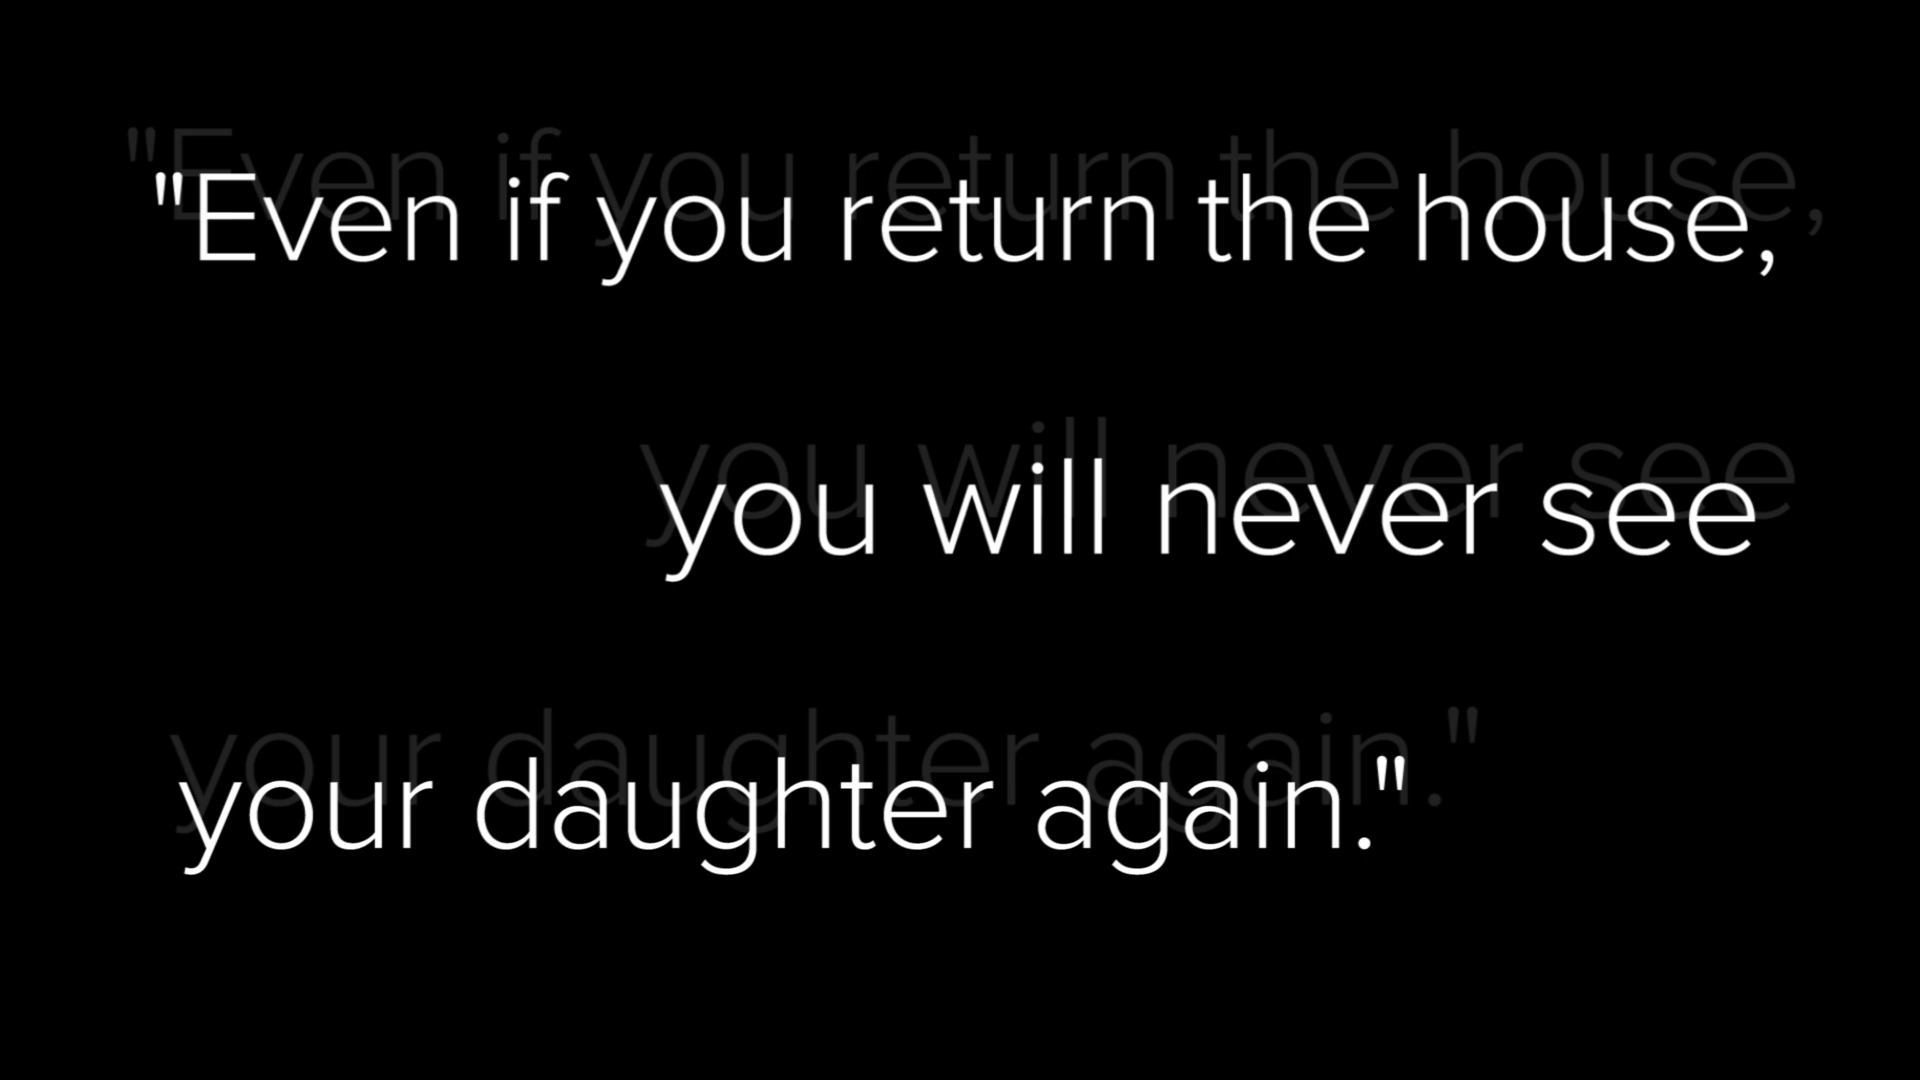 "Even if you return the house,
you will never see
your daughter again."